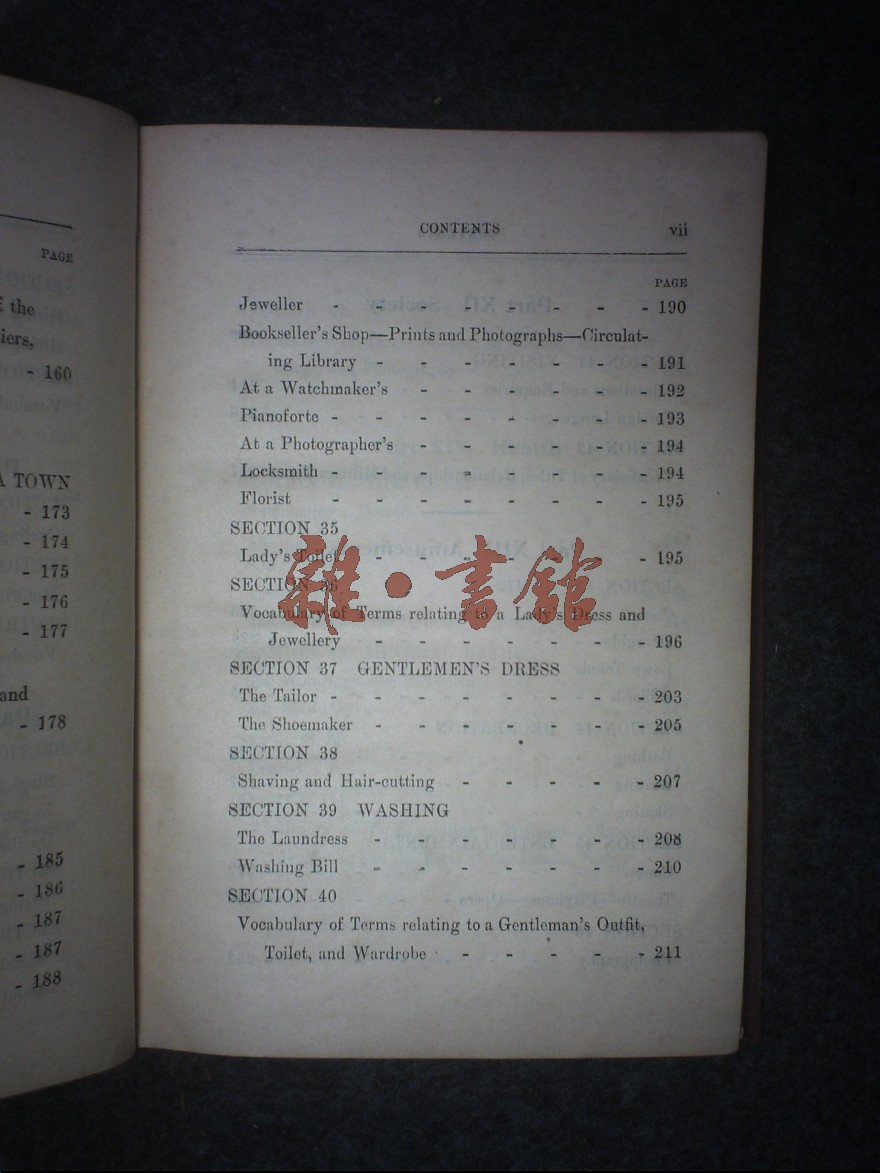 PAGE
f the
iers,
- 160
A TOWN
- 173
- 174
- 175
- 176
- 177
and
- 178
- 185
- 186
- 187
- 187
- 188
CONTENTS vii
PAGE
Jeweller - - - - - - - - 190
Bookseller's Shop—Prints and Photographs—Circulat-
ing Library - - - - - - - 191
At a Watchmaker's - - - - - - 192
Pianoforte - - - - - - - - 193
At a Photographer's - - - - - - 194
Locksmith - - - - - - - - 194
Florist - - - - - - - - 195
SECTION 35
Lady's Toilet - - - - - - - 195
SECTION 36
Vocabulary of Terms relating to a Lady's Dress and
Jewellery - - - - - - - 196
SECTION 37 GENTLEMEN'S DRESS
The Tailor - - - - - - - - 203
The Shoemaker - - - - - - - 205
SECTION 38
Shaving and Hair-cutting - - - - - 207
SECTION 39 WASHING
The Laundress - - - - - - - 208
Washing Bill - - - - - - - 210
SECTION 40
Vocabulary of Terms relating to a Gentleman's Outfit,
Toilet, and Wardrobe - - - - - 211
雜·書館